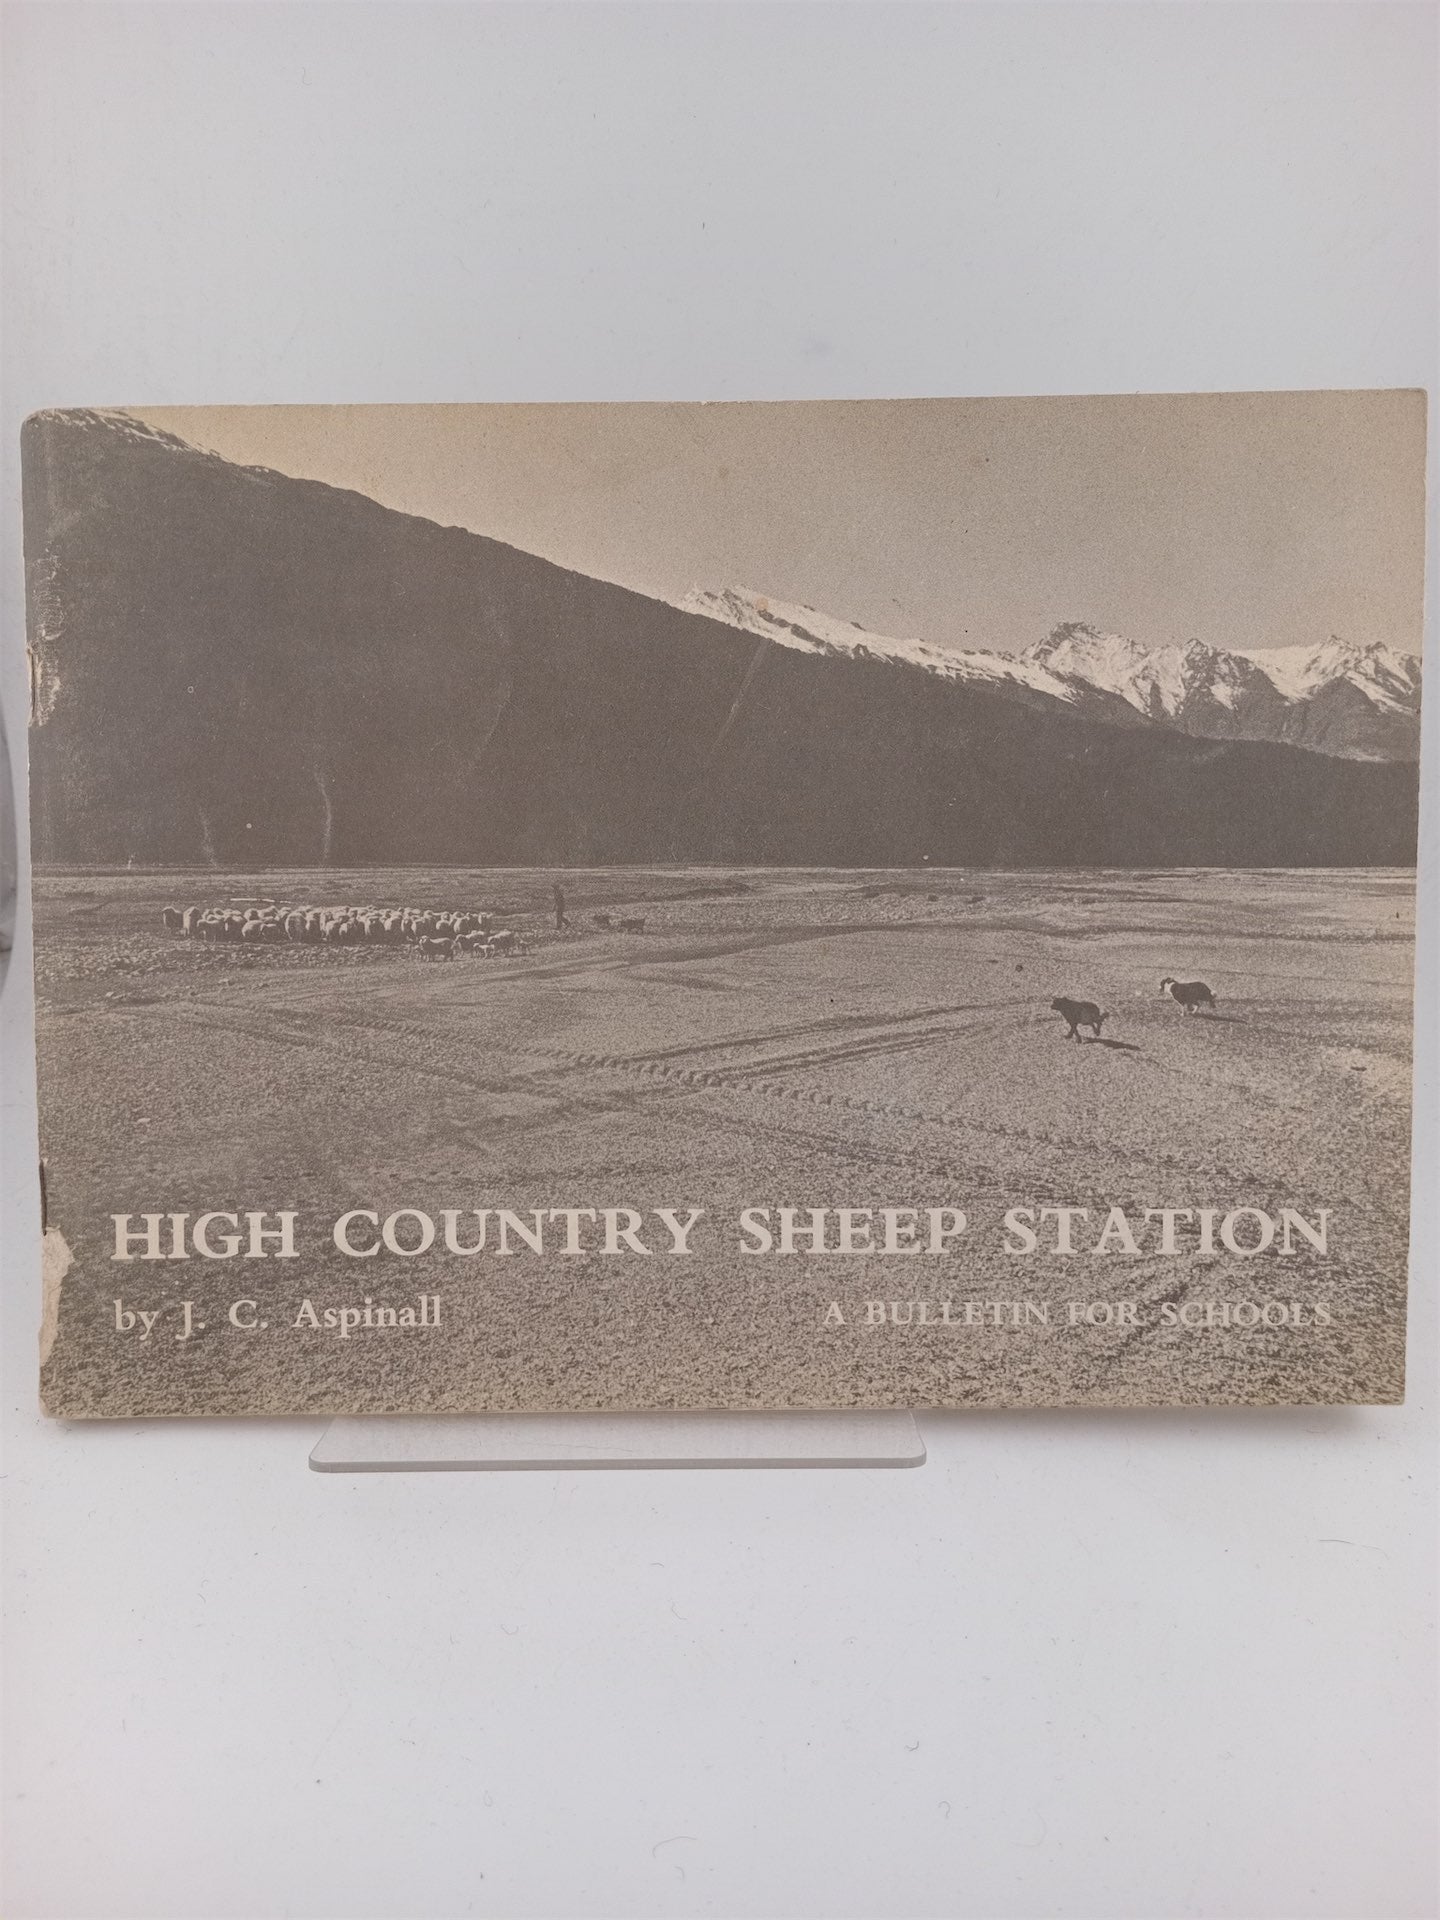 HIGH COUNTRY SHEEP STATION
by J. C. Aspinall
A BULLETIN FOR SCHOOLS